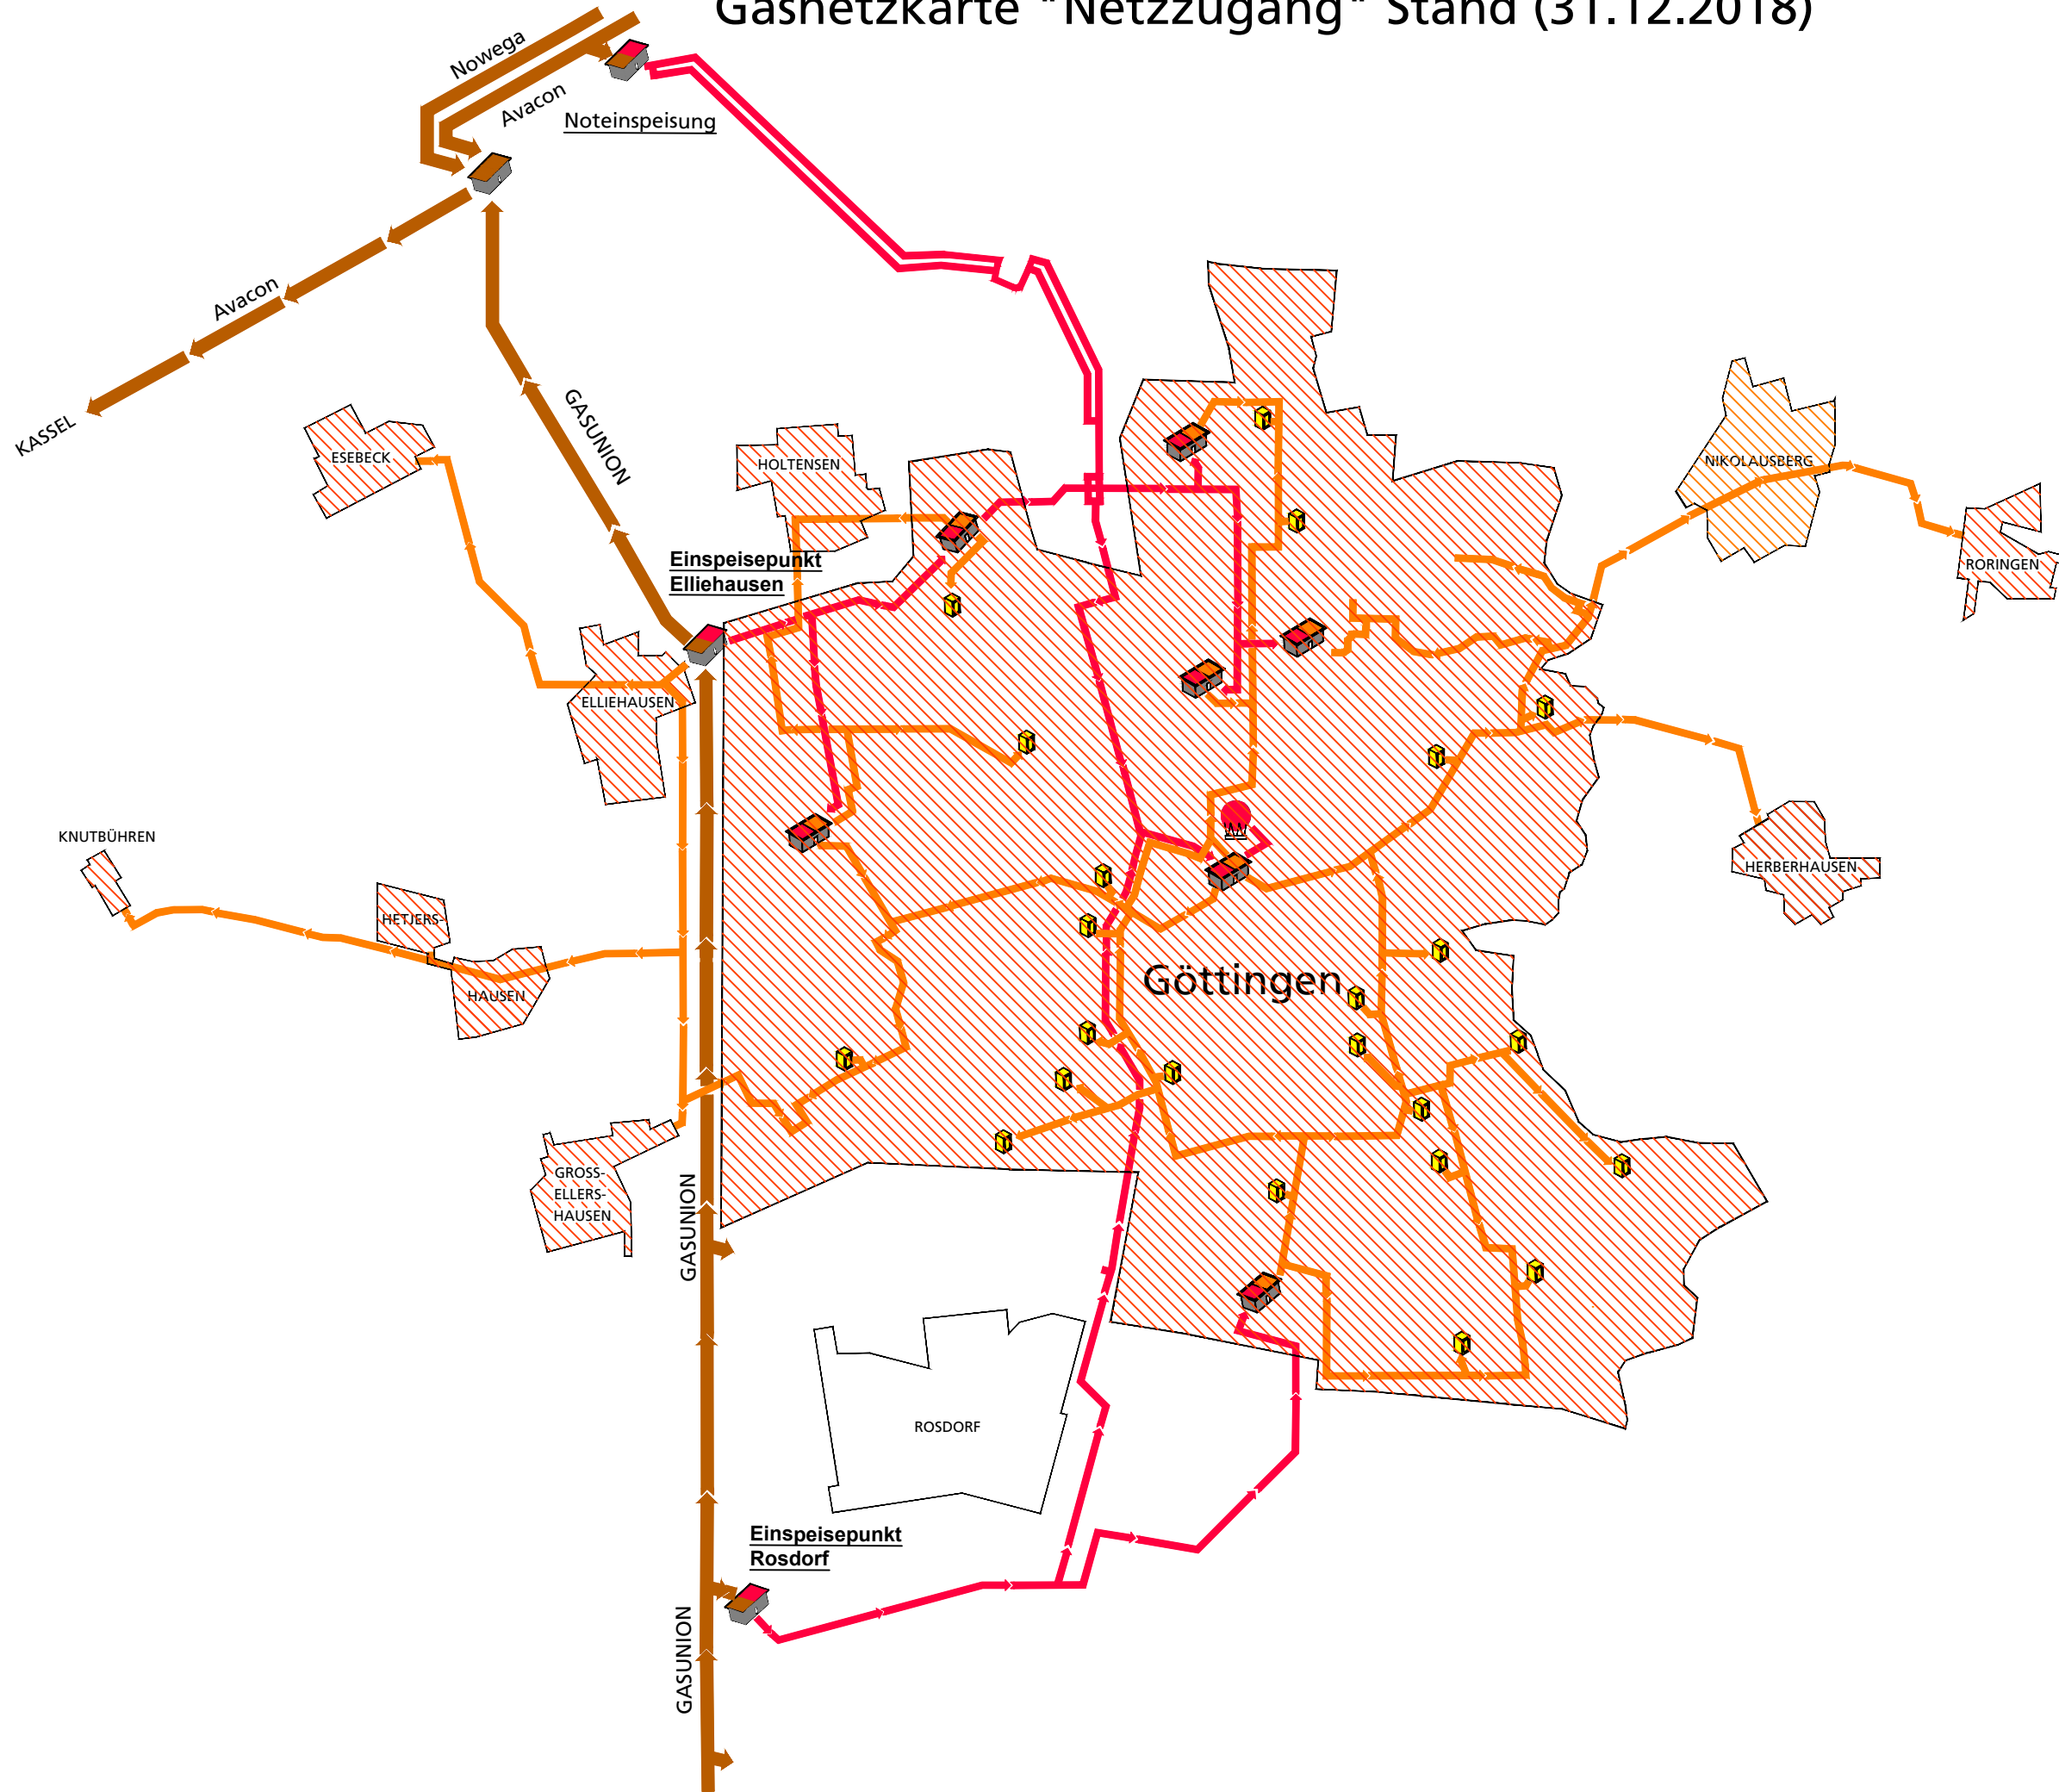 Gasnetzkarte "Netzzugang" Stand (31.12.2018)
Nowega
Avacon
Noteinspeisung
Avacon
KASSEL
GASUNION
ESEBECK
HOLTENSEN
NIKOLAUSBERG
RORINGEN
Einspeisepunkt
Elliehausen
ELLIEHAUSEN
KNUTBÜHREN
HERBERHAUSEN
HETJERS-
HAUSEN
Göttingen
GROSS-
ELLERS-
HAUSEN
GASUNION
ROSDORF
Einspeisepunkt
Rosdorf
GASUNION